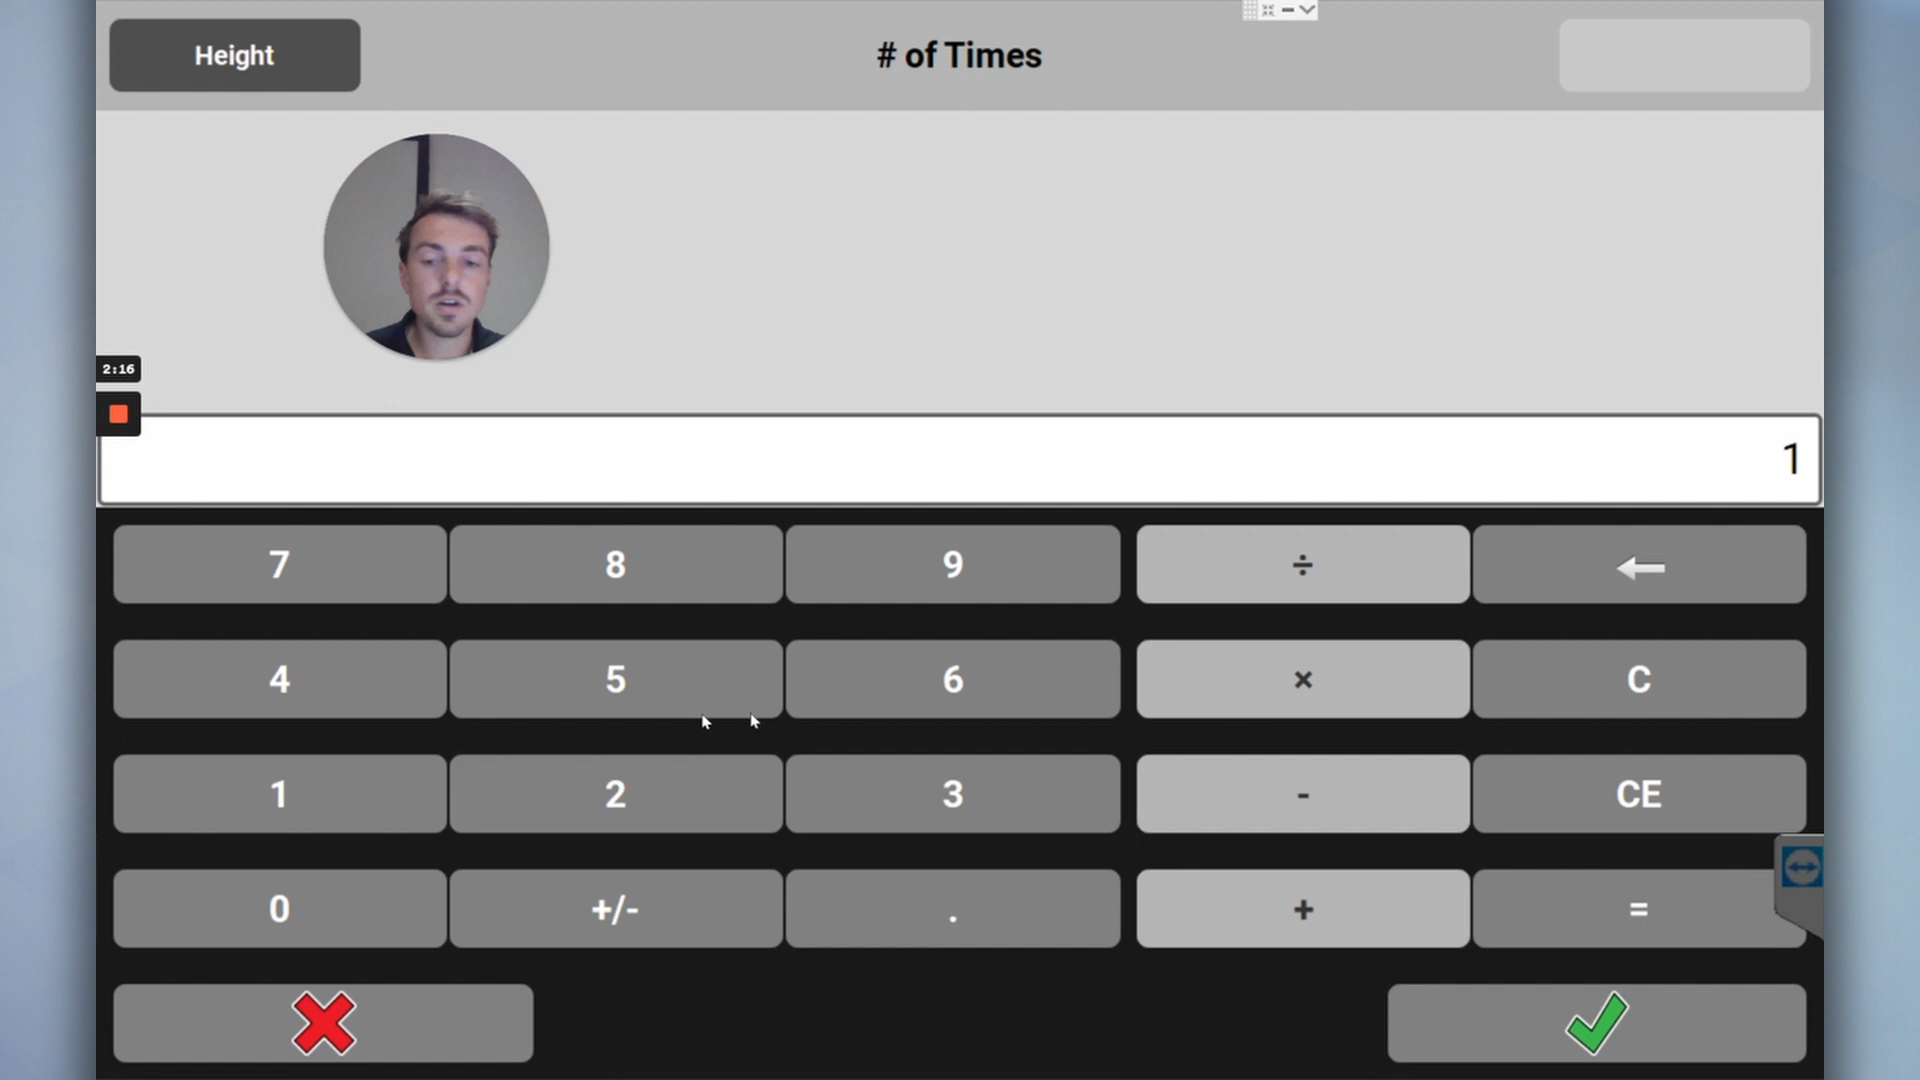 Height
# of Times
2:16
1
7 8 9 ÷
4 5 6 × C
1 2 3 - CE
0 +/- . + =